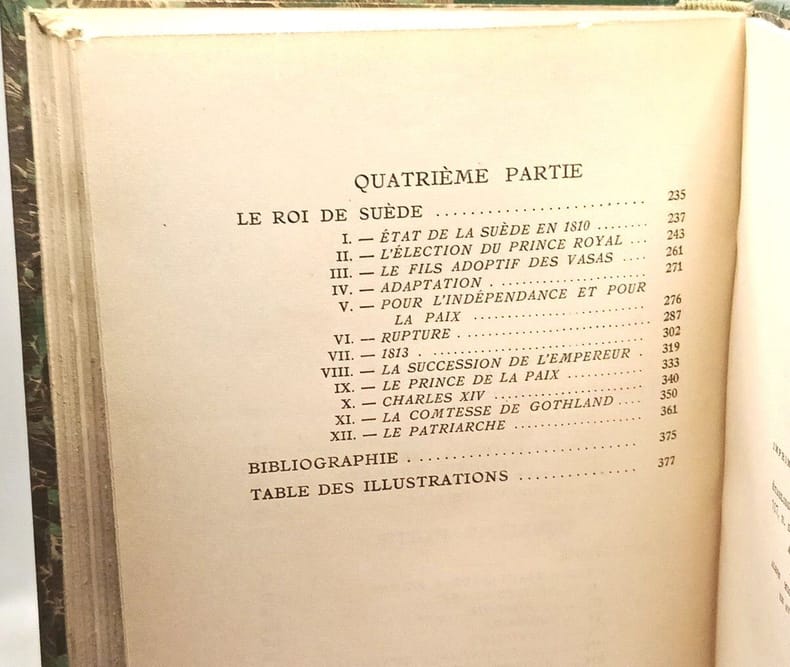 QUATRIÈME PARTIE
LE ROI DE SUÈDE .......................... 235
I. — ÉTAT DE LA SUÈDE EN 1810 ........ 237
II. — L'ÉLECTION DU PRINCE ROYAL ... 243
III. — LE FILS ADOPTIF DES VASAS .... 261
IV. — ADAPTATION ...................... 271
V. — POUR L'INDÉPENDANCE ET POUR
LA PAIX ...................... 276
VI. — RUPTURE .......................... 287
VII. — 1813 .............................. 302
VIII. — LA SUCCESSION DE L'EMPEREUR . 319
IX. — LE PRINCE DE LA PAIX ........... 333
X. — CHARLES XIV ...................... 340
XI. — LA COMTESSE DE GOTHLAND .... 350
XII. — LE PATRIARCHE .................. 361
BIBLIOGRAPHIE .............................. 375
TABLE DES ILLUSTRATIONS ............... 377